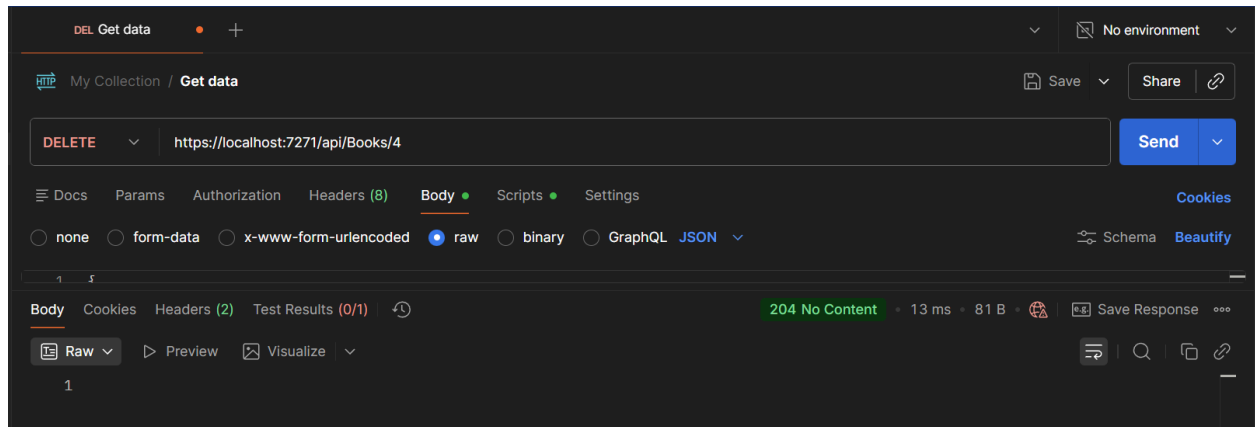 DEL Get data
No environment
HTTP My Collection / Get data Save Share
DELETE https://localhost:7271/api/Books/4 Send
Docs Params Authorization Headers (8) Body Scripts Settings Cookies
none form-data x-www-form-urlencoded raw binary GraphQL JSON Schema Beautify
1 {
Body Cookies Headers (2) Test Results (0/1) 204 No Content 13 ms 81 B e.g. Save Response
Raw Preview Visualize
1